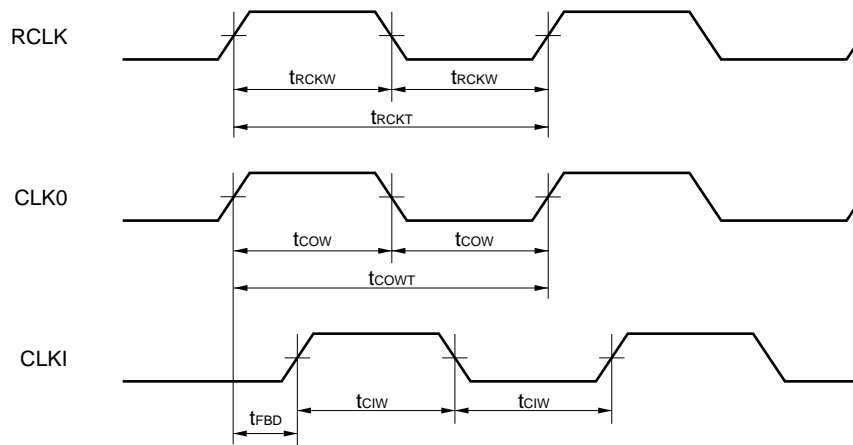 RCLK
tRCKW tRCKW
tRCKT
CLK0
tCOW tCOW
tCOWT
CLKI
tCIW tCIW
tFBD